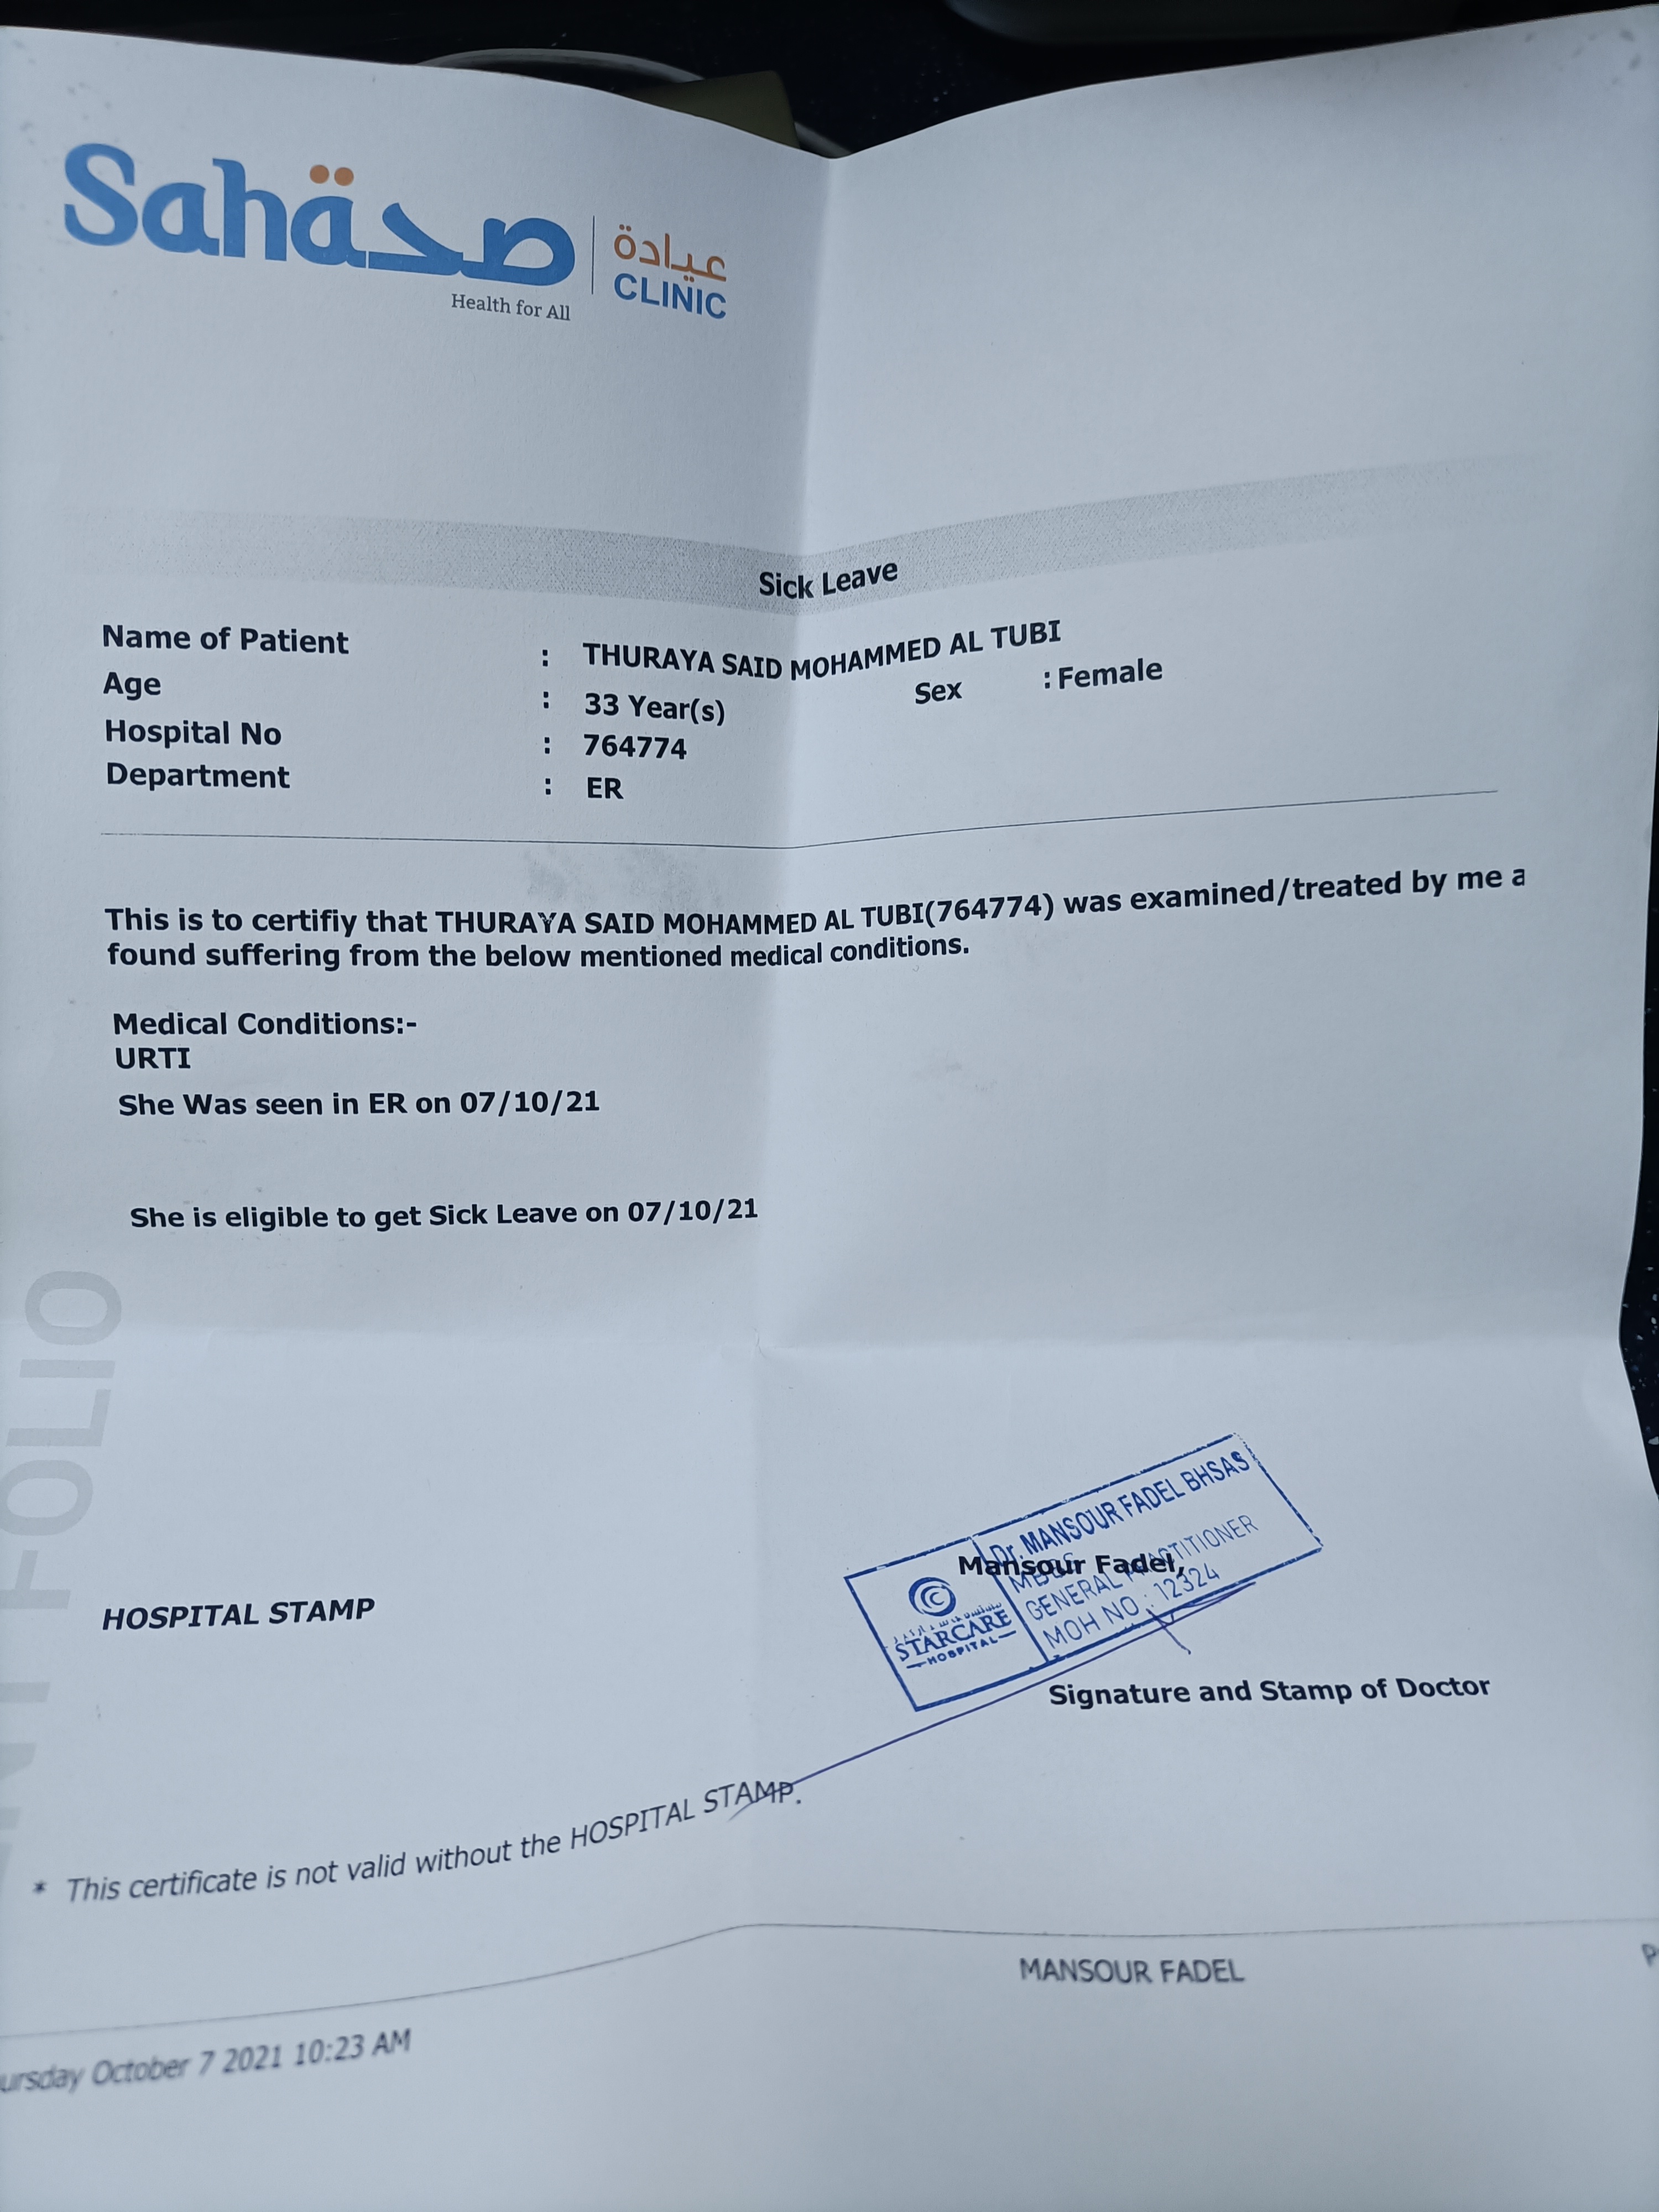 Sahaصحة
عيادة
CLINIC
Health for All
Sick Leave
Name of Patient : THURAYA SAID MOHAMMED AL TUBI
Age : 33 Year(s) Sex : Female
Hospital No : 764774
Department : ER
This is to certifiy that THURAYA SAID MOHAMMED AL TUBI(764774) was examined/treated by me a
found suffering from the below mentioned medical conditions.
Medical Conditions:-
URTI
She Was seen in ER on 07/10/21
She is eligible to get Sick Leave on 07/10/21
FOLIO
Dr. MANSOUR FADEL BHSAS
MBBS
GENERAL PRACTITIONER
MOH NO : 12324
STARCARE
HOSPITAL
Mansour Fadel,
HOSPITAL STAMP
Signature and Stamp of Doctor
* This certificate is not valid without the HOSPITAL STAMP.
MANSOUR FADEL
ursday October 7 2021 10:23 AM